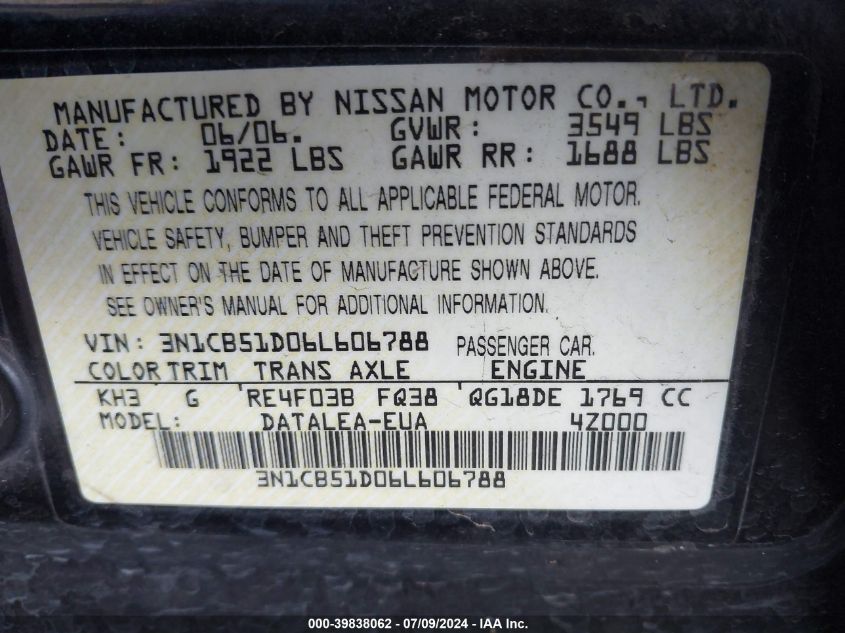 MANUFACTURED BY NISSAN MOTOR CO., LTD.
DATE: 06/06. GVWR: 3549 LBS
GAWR FR: 1922 LBS GAWR RR: 1688 LBS
THIS VEHICLE CONFORMS TO ALL APPLICABLE FEDERAL MOTOR.
VEHICLE SAFETY, BUMPER AND THEFT PREVENTION STANDARDS
IN EFFECT ON THE DATE OF MANUFACTURE SHOWN ABOVE.
SEE OWNER'S MANUAL FOR ADDITIONAL INFORMATION.
VIN: 3N1CB51D06L606788 PASSENGER CAR.
COLOR TRIM TRANS AXLE ENGINE
KH3 G RE4F03B FQ38 QG18DE 1769 CC
MODEL: DATALEA-EUA 4Z000
3N1CB51D06L606788
000-39838062 - 07/09/2024 - IAA Inc.